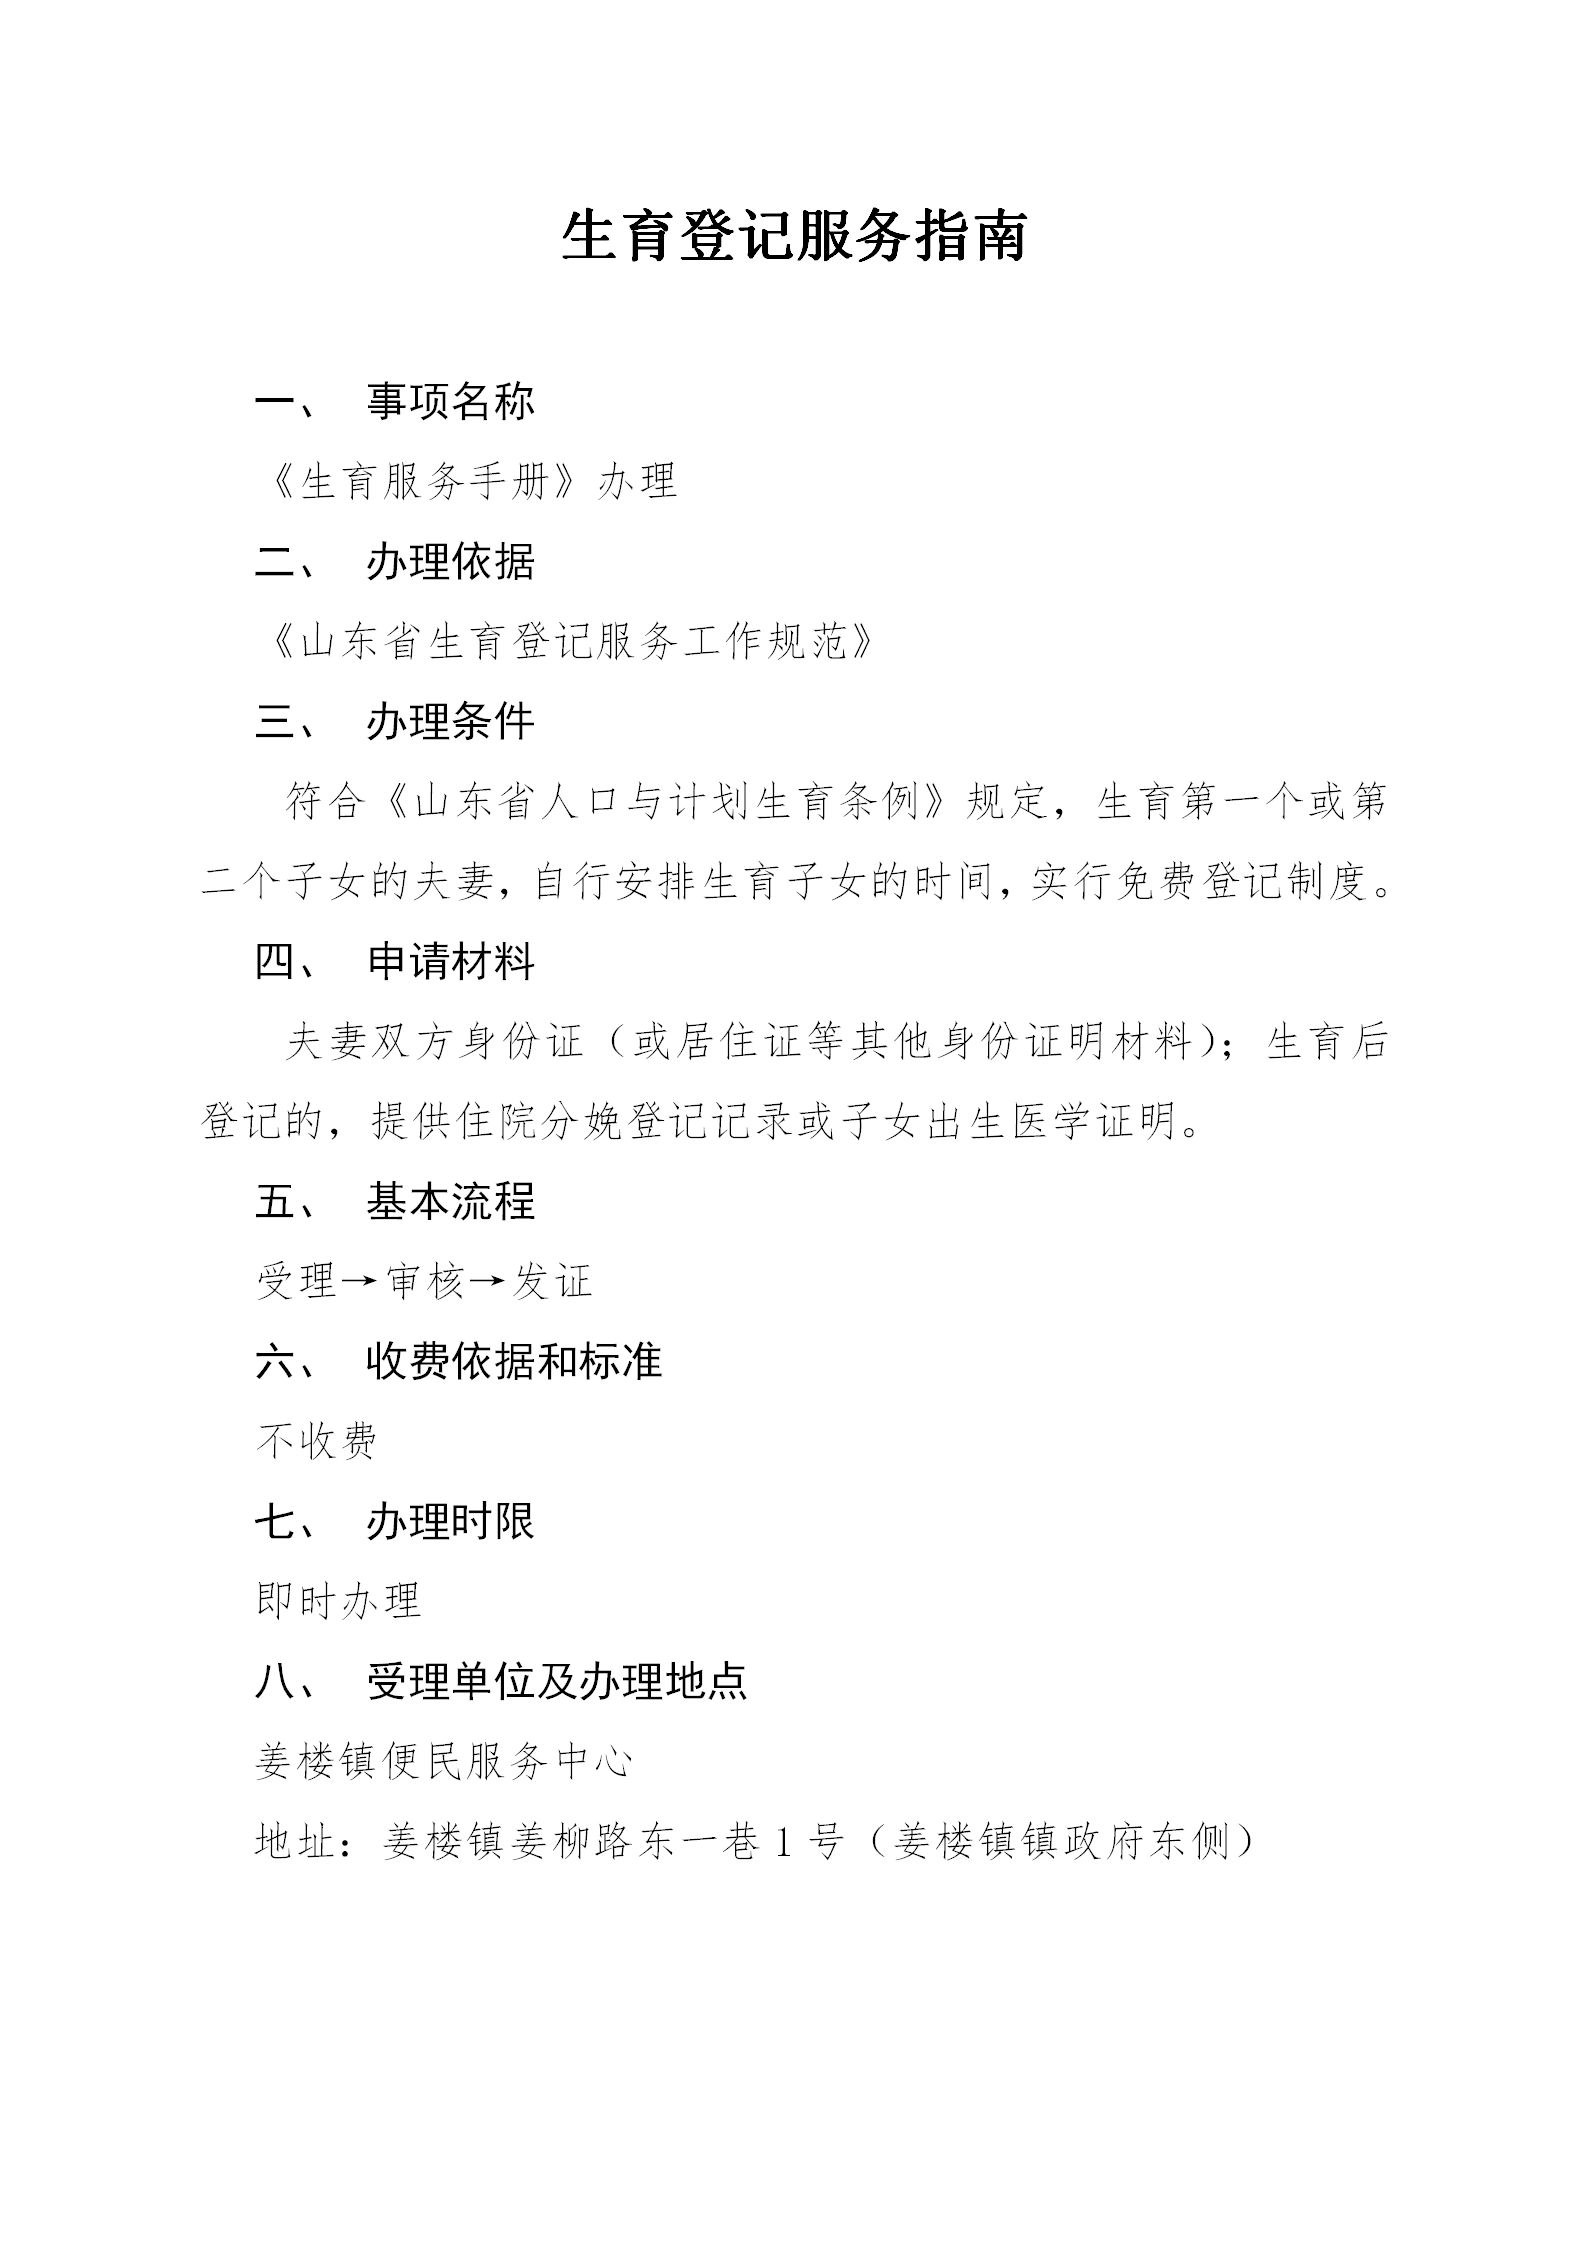 生育登记服务指南
一、 事项名称
《生育服务手册》办理
二、 办理依据
《山东省生育登记服务工作规范》
三、 办理条件
符合《山东省人口与计划生育条例》规定，生育第一个或第
二个子女的夫妻，自行安排生育子女的时间，实行免费登记制度。
四、 申请材料
夫妻双方身份证（或居住证等其他身份证明材料）；生育后
登记的，提供住院分娩登记记录或子女出生医学证明。
五、 基本流程
受理→审核→发证
六、 收费依据和标准
不收费
七、 办理时限
即时办理
八、 受理单位及办理地点
姜楼镇便民服务中心
地址：姜楼镇姜柳路东一巷1号（姜楼镇镇政府东侧）